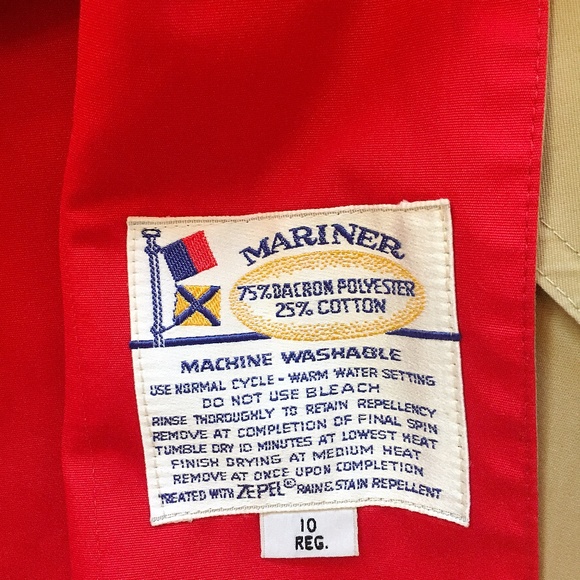 MARINER
75% DACRON POLYESTER
25% COTTON
MACHINE WASHABLE
USE NORMAL CYCLE - WARM WATER SETTING
DO NOT USE BLEACH
RINSE THOROUGHLY TO RETAIN REPELLENCY
REMOVE AT COMPLETION OF FINAL SPIN
TUMBLE DRY 10 MINUTES AT LOWEST HEAT
FINISH DRYING AT MEDIUM HEAT
REMOVE AT ONCE UPON COMPLETION
TREATED WITH ZEPEL® RAIN & STAIN REPELLENT
10
REG.